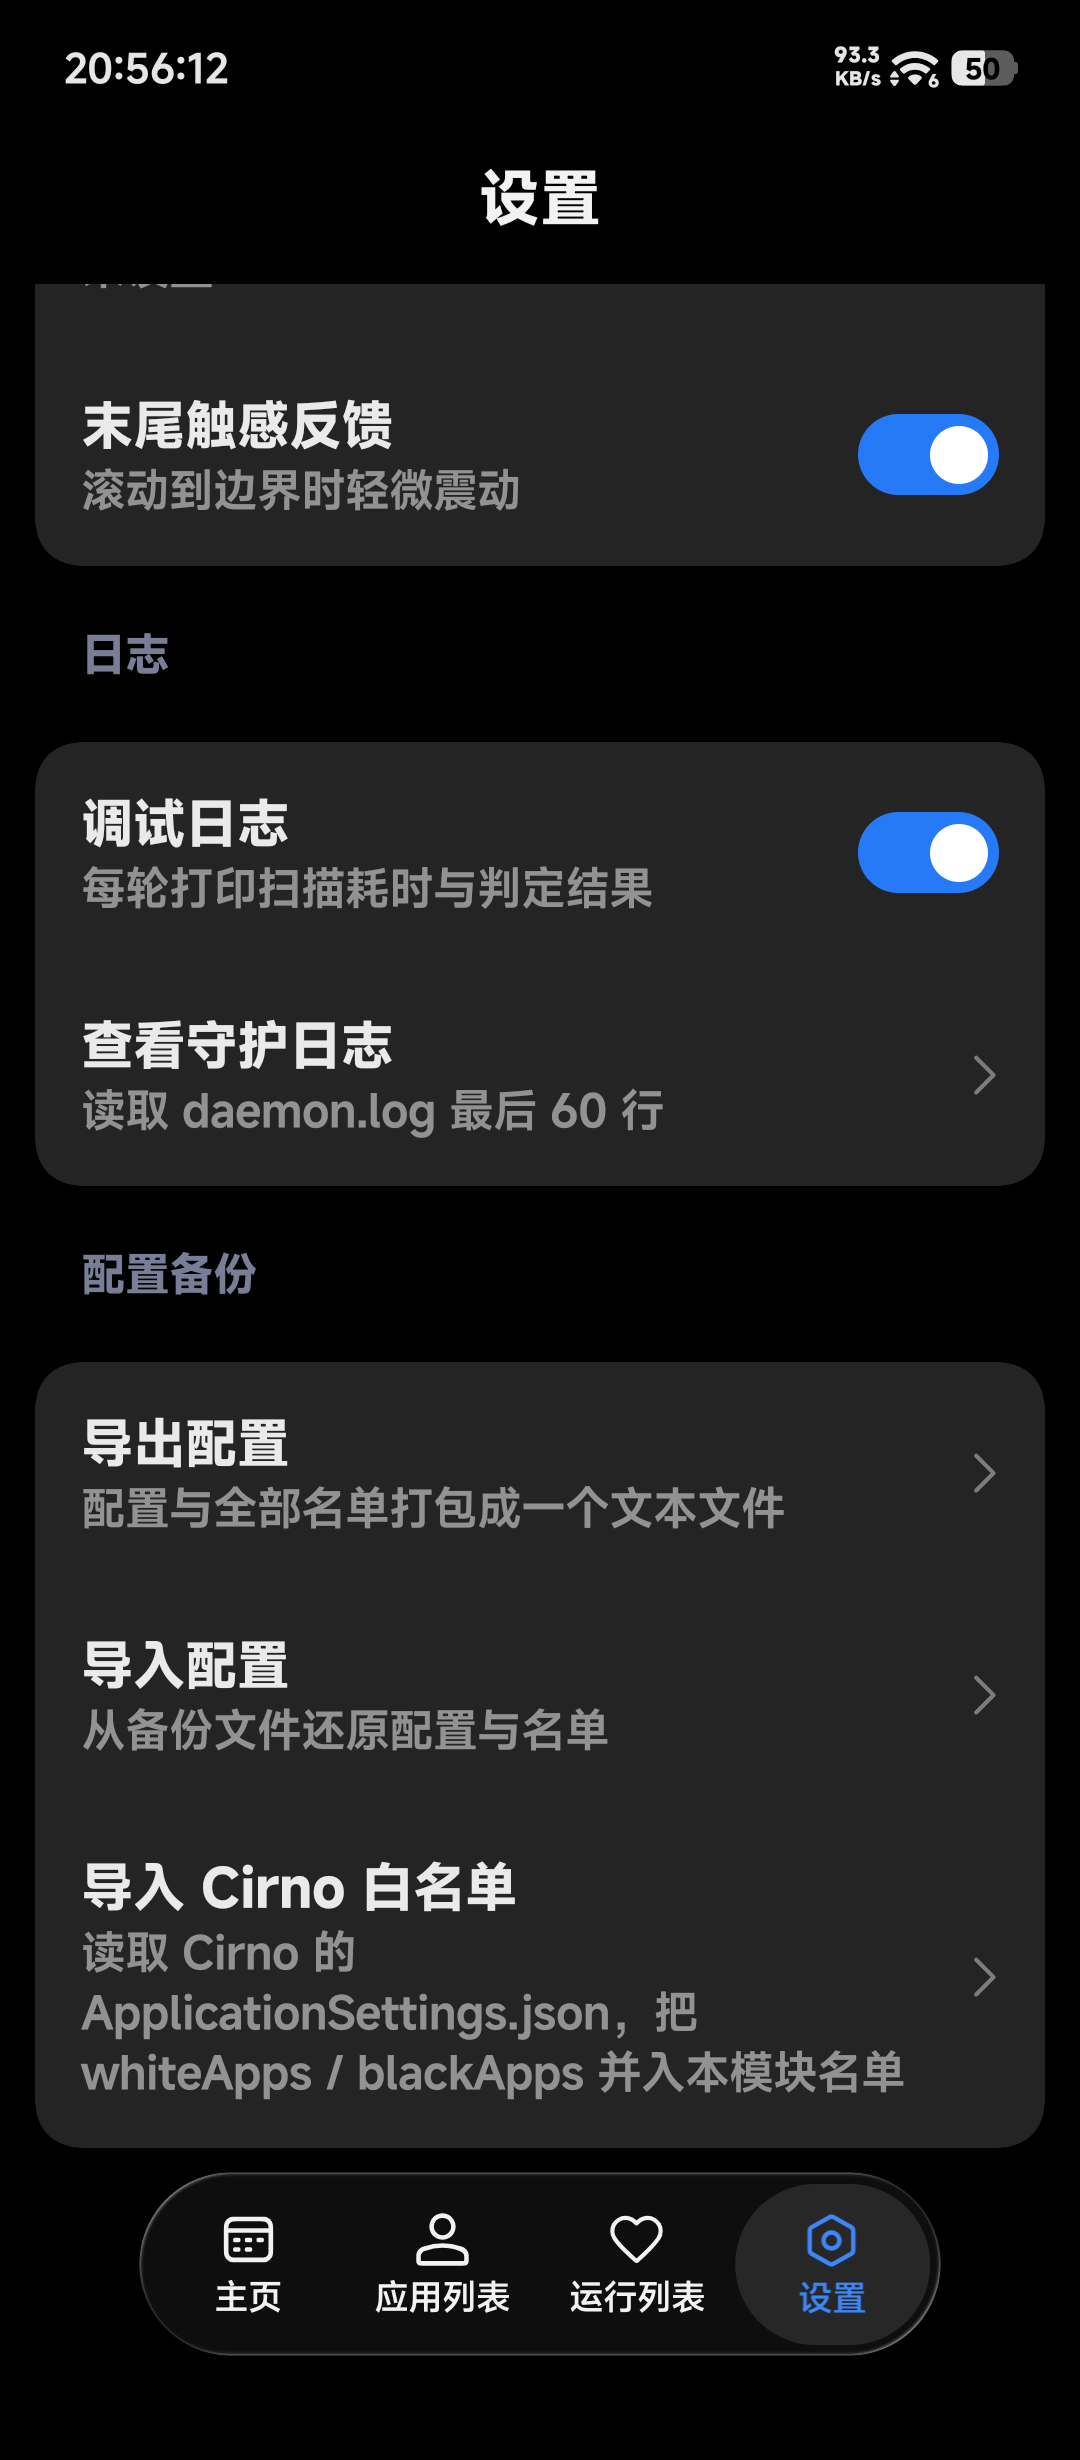 20:56:12
93.3
KB/s
6
50
设置
末尾触感反馈
滚动到边界时轻微震动
日志
调试日志
每轮打印扫描耗时与判定结果
查看守护日志
读取 daemon.log 最后 60 行
配置备份
导出配置
配置与全部名单打包成一个文本文件
导入配置
从备份文件还原配置与名单
导入 Cirno 白名单
读取 Cirno 的
ApplicationSettings.json，把
whiteApps / blackApps 并入本模块名单
主页
应用列表
运行列表
设置